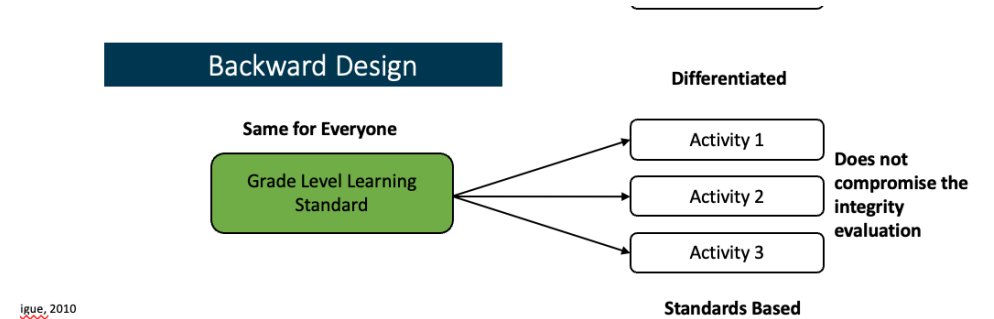 Backward Design
Differentiated
Same for Everyone
Grade Level Learning
Standard
Activity 1
Activity 2
Activity 3
Does not
compromise the
integrity
evaluation
igue, 2010
Standards Based